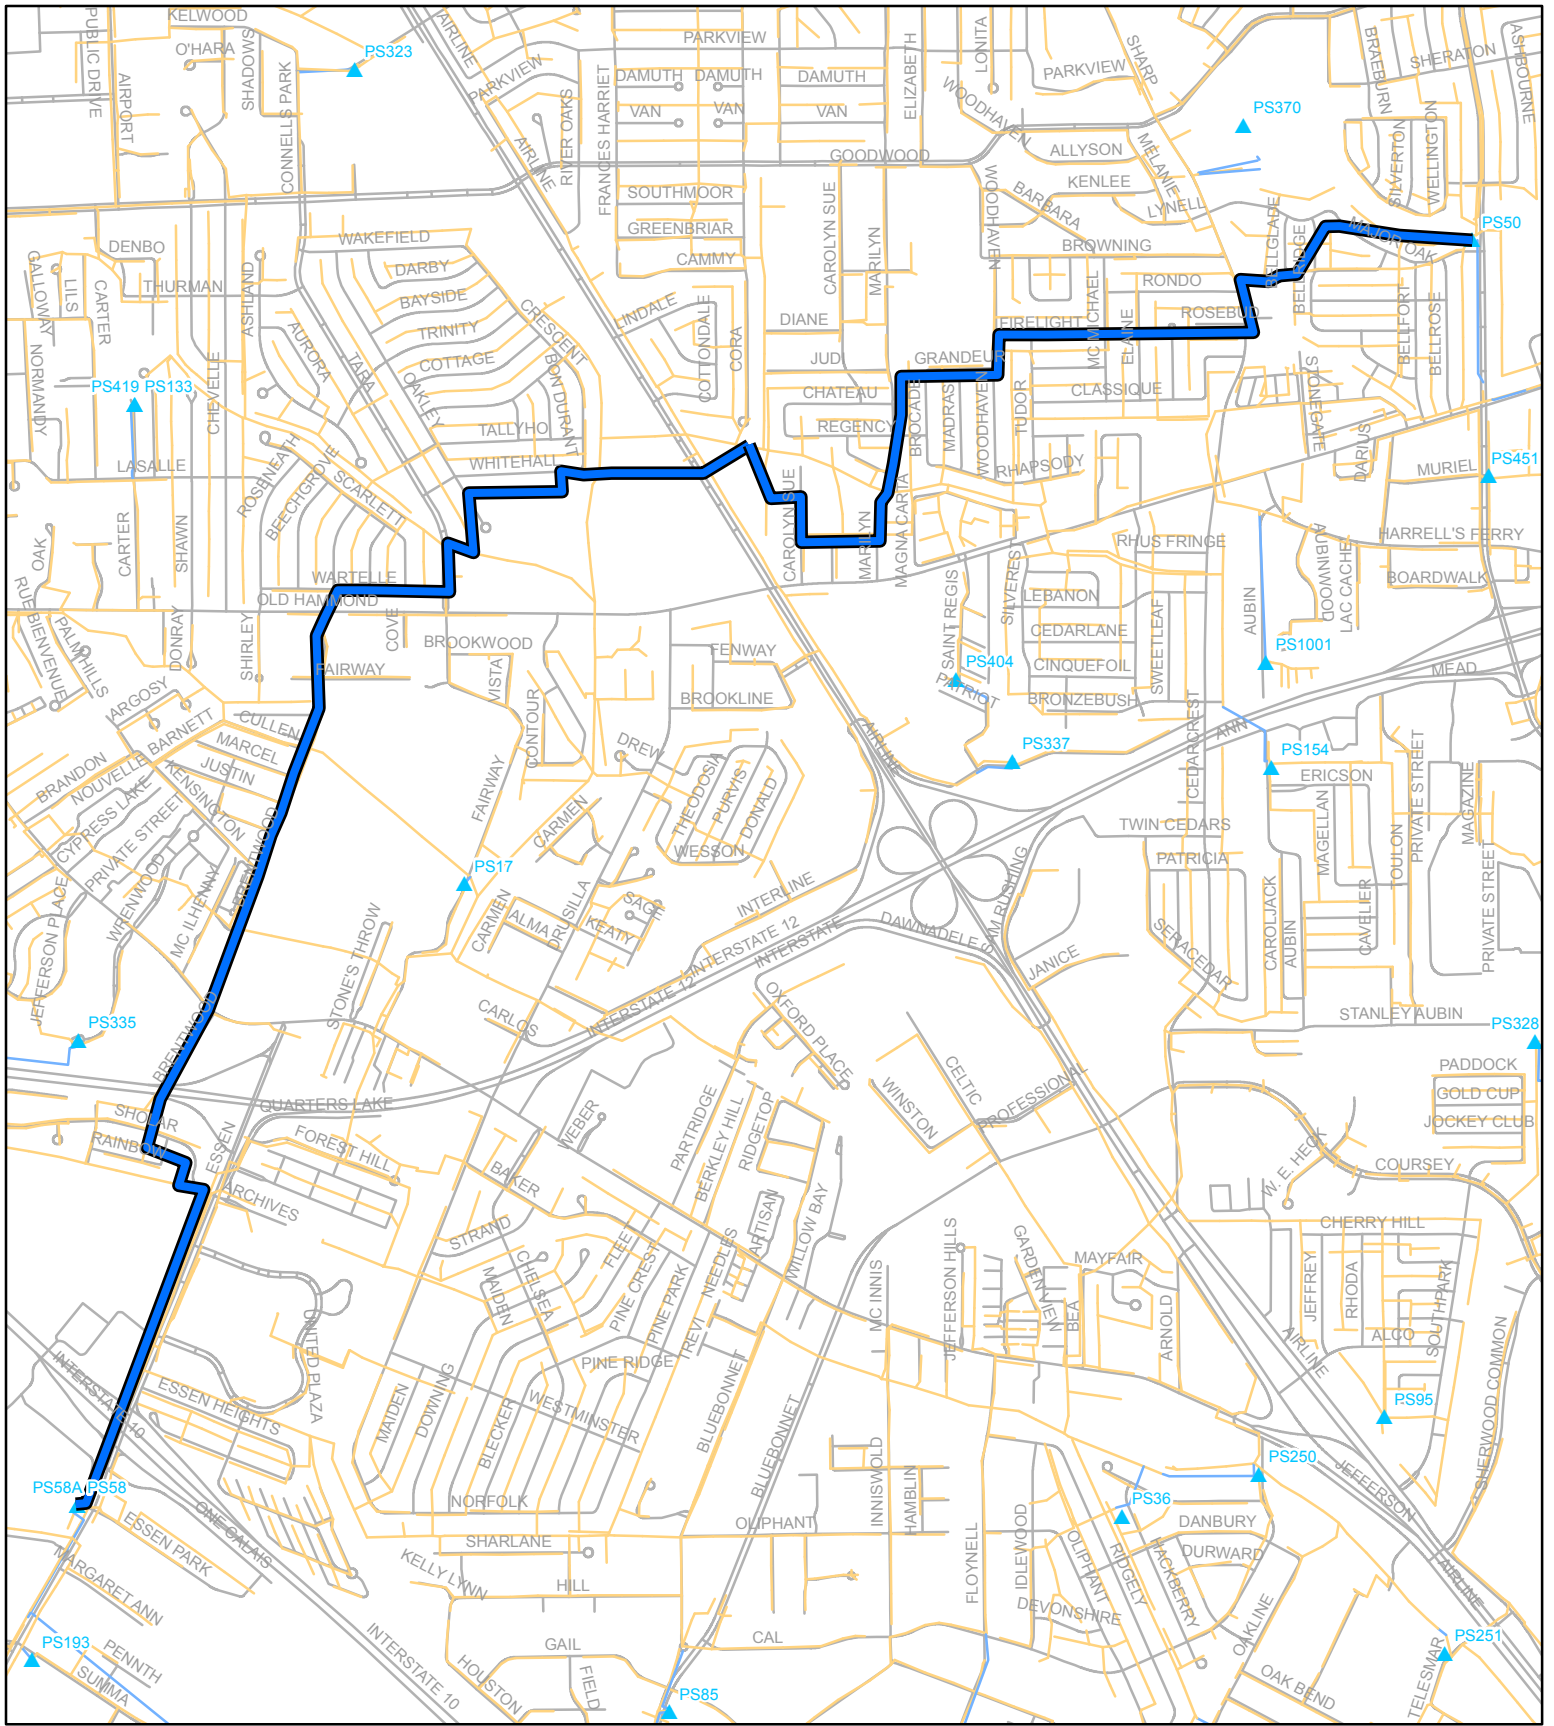 KELWOOD
PUBLIC DRIVE
O'HARA
SHADOWS
AIRPORT
CONNELLS PARK
PS323
AIRLINE
PARKVIEW
PARKVIEW
DAMUTH
DAMUTH
DAMUTH
VAN
VAN
VAN
ELIZABETH
LONITA
WOODHAVEN
PARKVIEW
SHARP
BRAEBURN
SHERATON
ASHBOURNE
PS370
AIRLINE
RIVER OAKS
FRANCES HARRIET
GOODWOOD
ALLYSON
MELANIE
KENLEE
LYNELL
BARBARA
SILVERTON
WELLINGTON
SOUTHMOOR
GREENBRIAR
CAMMY
CAROLYN SUE
MARILYN
WOODHAVEN
BROWNING
MAJOR OAK
PS50
DENBO
GALLOWAY
LILS
CARTER
THURMAN
ASHLAND
WAKEFIELD
DARBY
BAYSIDE
TRINITY
COTTAGE
CRESCENT
LINDALE
COTTONDALE
CORA
DIANE
JUDI
CHATEAU
REGENCY
FIRELIGHT
GRANDEUR
MC MICHAEL
ELAINE
RONDO
ROSEBUD
BELLGLADE
BELLRIDGE
BELLFORT
BELLROSE
NORMANDY
PS419 PS133
CHEVELLE
AURORA
TARA
OAKLEY
BON DURANT
TALLYHO
WHITEHALL
BROCADE
MADRAS
WOODHAVEN
TUDOR
CLASSIQUE
STONEGATE
DARIUS
MURIEL
PS451
LASALLE
ROSENEATH
BEECHGROVE
SCARLETT
CAROLYN SUE
MARILYN
MAGNA CARTA
RHAPSODY
RHUS FRINGE
HARRELL'S FERRY
BOARDWALK
OAK
CARTER
SHAWN
WARTELLE
OLD HAMMOND
RUE BIENVENUE
PALM HILLS
DONRAY
SHIRLEY
COVE
BROOKWOOD
FAIRWAY
VISTA
CONTOUR
FENWAY
BROOKLINE
SAINT REGIS
SILVEREST
LEBANON
CEDARLANE
CINQUEFOIL
BRONZEBUSH
SWEETLEAF
AUBIN
AUBINWOOD
LAC CACHE
PS1001
MEAD
PS404
PATRIOT
ARGOSY
BARNETT
CULLEN
MARCEL
JUSTIN
KENSINGTON
BRANDON
NOUVELLE
CYPRESS LAKE
PRIVATE STREET
DREW
THEODOSIA
PURVIS
DONALD
WESSON
AIRLINE
PS337
CEDARCREST
ANN
PS154
ERICSON
MAGELLAN
TOULON
PRIVATE STREET
MAGAZINE
FAIRWAY
CARMEN
BRENTWOOD
BRENTWOOD
WRENWOOD
MC ILHENNY
JEFFERSON PLACE
PS17
CARMEN
ALMA
DRUSILLA
KEATY
SAGE
INTERLINE
INTERSTATE 12
INTERSTATE
INTERSTATE 12
DAWNADELE
JIM RUSHING
TWIN CEDARS
PATRICIA
JANICE
SERACEDAR
CAROLJACK
AUBIN
CAVELIER
PRIVATE STREET
STANLEY AUBIN
PS328
STONE'S THROW
CARLOS
OXFORD PLACE
PS335
BRENTWOOD
SHOLAR
RAINBOW
ESSEN
QUARTERS LAKE
FOREST HILL
ARCHIVES
WEBER
BAKER
PARTRIDGE
BERKLEY HILL
RIDGETOP
WINSTON
CELTIC
PROFESSIONAL
PADDOCK
GOLD CUP
JOCKEY CLUB
COURSEY
W. E. HECK
STRAND
MAIDEN
CHELSEA
FLEET
PINE CREST
PINE PARK
NEEDLES
TREVI
ARTISAN
WILLOW BAY
MC INNIS
JEFFERSON HILLS
GARDEN VIEW
BEA
MAYFAIR
ARNOLD
CHERRY HILL
JEFFREY
RHODA
SOUTHPARK
ALCO
AIRLINE
SHERWOOD COMMON
UNITED PLAZA
INTERSTATE 10
ESSEN HEIGHTS
MAIDEN
DOWNING
BLECKER
PINE RIDGE
WESTMINSTER
BLUEBONNET
BLUEBONNET
PS95
PS250
JEFFERSON
PS58A PS58
ESSEN PARK
ONE CALAIS
NORFOLK
OLIPHANT
INNISWOLD
HAMBLIN
PS36
DANBURY
DURWARD
MARGARET ANN
SHARLANE
KELLY LYNN
HILL
FLOYNELL
IDLEWOOD
OLIPHANT
RIDGELY
HACKBERRY
DEVONSHIRE
OAKLINE
AIRLINE
PS193
PENNTH
SUMMA
INTERSTATE 10
HOUSTON
GAIL
FIELD
CAL
PS85
OAK BEND
TELESMAR
PS251